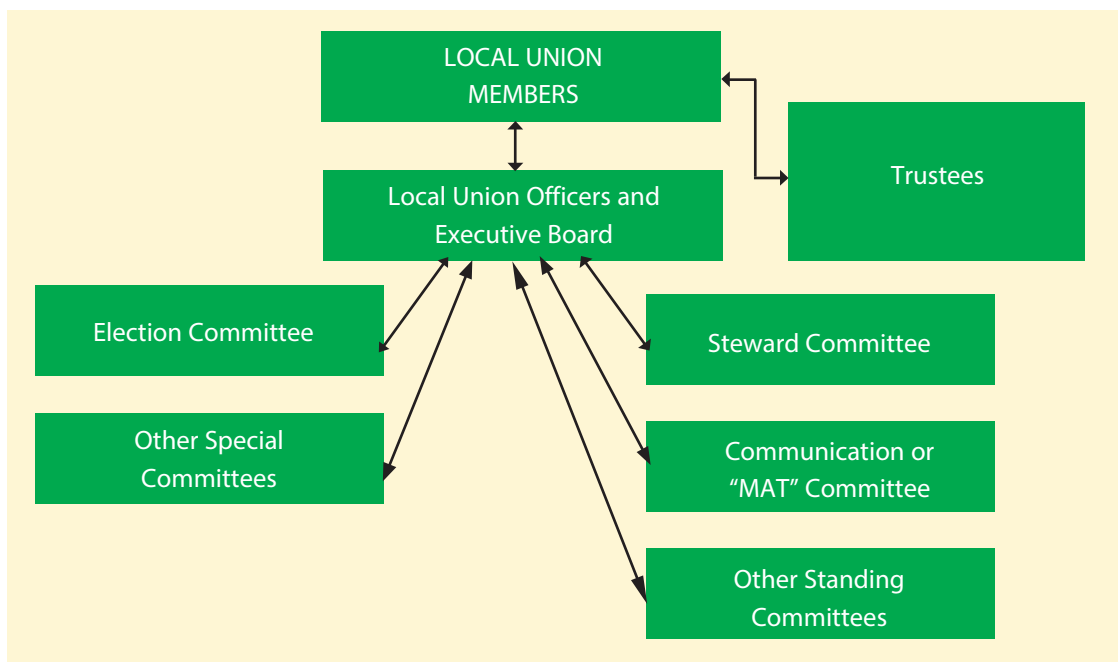 LOCAL UNION
MEMBERS
Trustees
Local Union Officers and
Executive Board
Election Committee
Steward Committee
Other Special
Committees
Communication or
“MAT” Committee
Other Standing
Committees